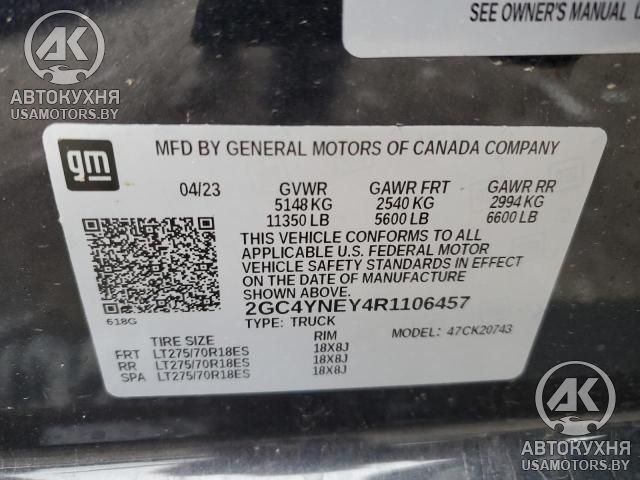 SEE OWNER'S MANUAL
AK
АВТОКУХНЯ
USAMOTORS.BY
gm
MFD BY GENERAL MOTORS OF CANADA COMPANY
04/23 GVWR GAWR FRT GAWR RR
5148 KG 2540 KG 2994 KG
11350 LB 5600 LB 6600 LB
THIS VEHICLE CONFORMS TO ALL
APPLICABLE U.S. FEDERAL MOTOR
VEHICLE SAFETY STANDARDS IN EFFECT
ON THE DATE OF MANUFACTURE
SHOWN ABOVE.
618G
2GC4YNEY4R1106457
TYPE: TRUCK MODEL: 47CK20743
TIRE SIZE RIM
FRT LT275/70R18ES 18X8J
RR LT275/70R18ES 18X8J
SPA LT275/70R18ES 18X8J
AK
АВТОКУХНЯ
USAMOTORS.BY